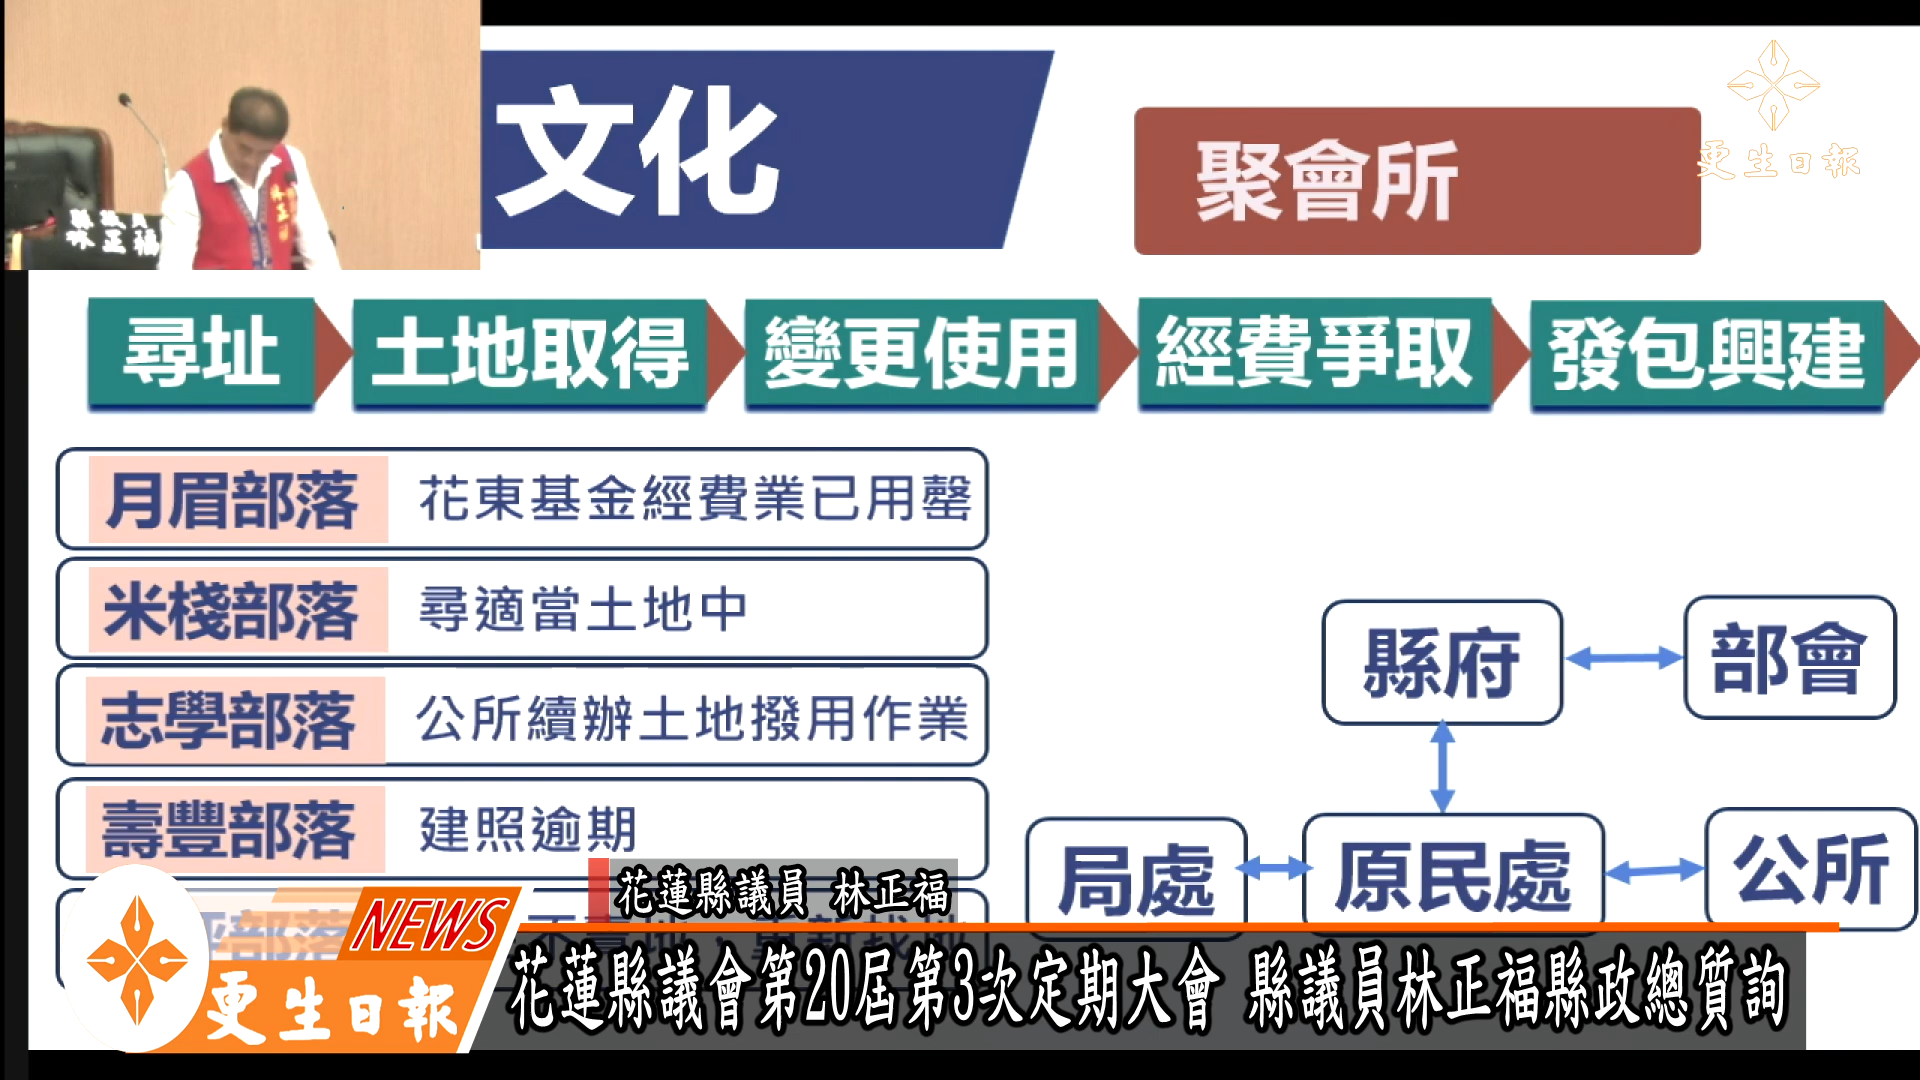 文化
聚會所
更生日報
林正福
林正福
尋址
土地取得
變更使用
經費爭取
發包興建
月眉部落 花東基金經費業已用罄
米棧部落 尋適當土地中
志學部落 公所續辦土地撥用作業
壽豐部落 建照逾期
縣府
部會
局處
原民處
公所
花蓮縣議員 林正福
NEWS
更生日報
花蓮縣議會第20屆第3次定期大會 縣議員林正福縣政總質詢